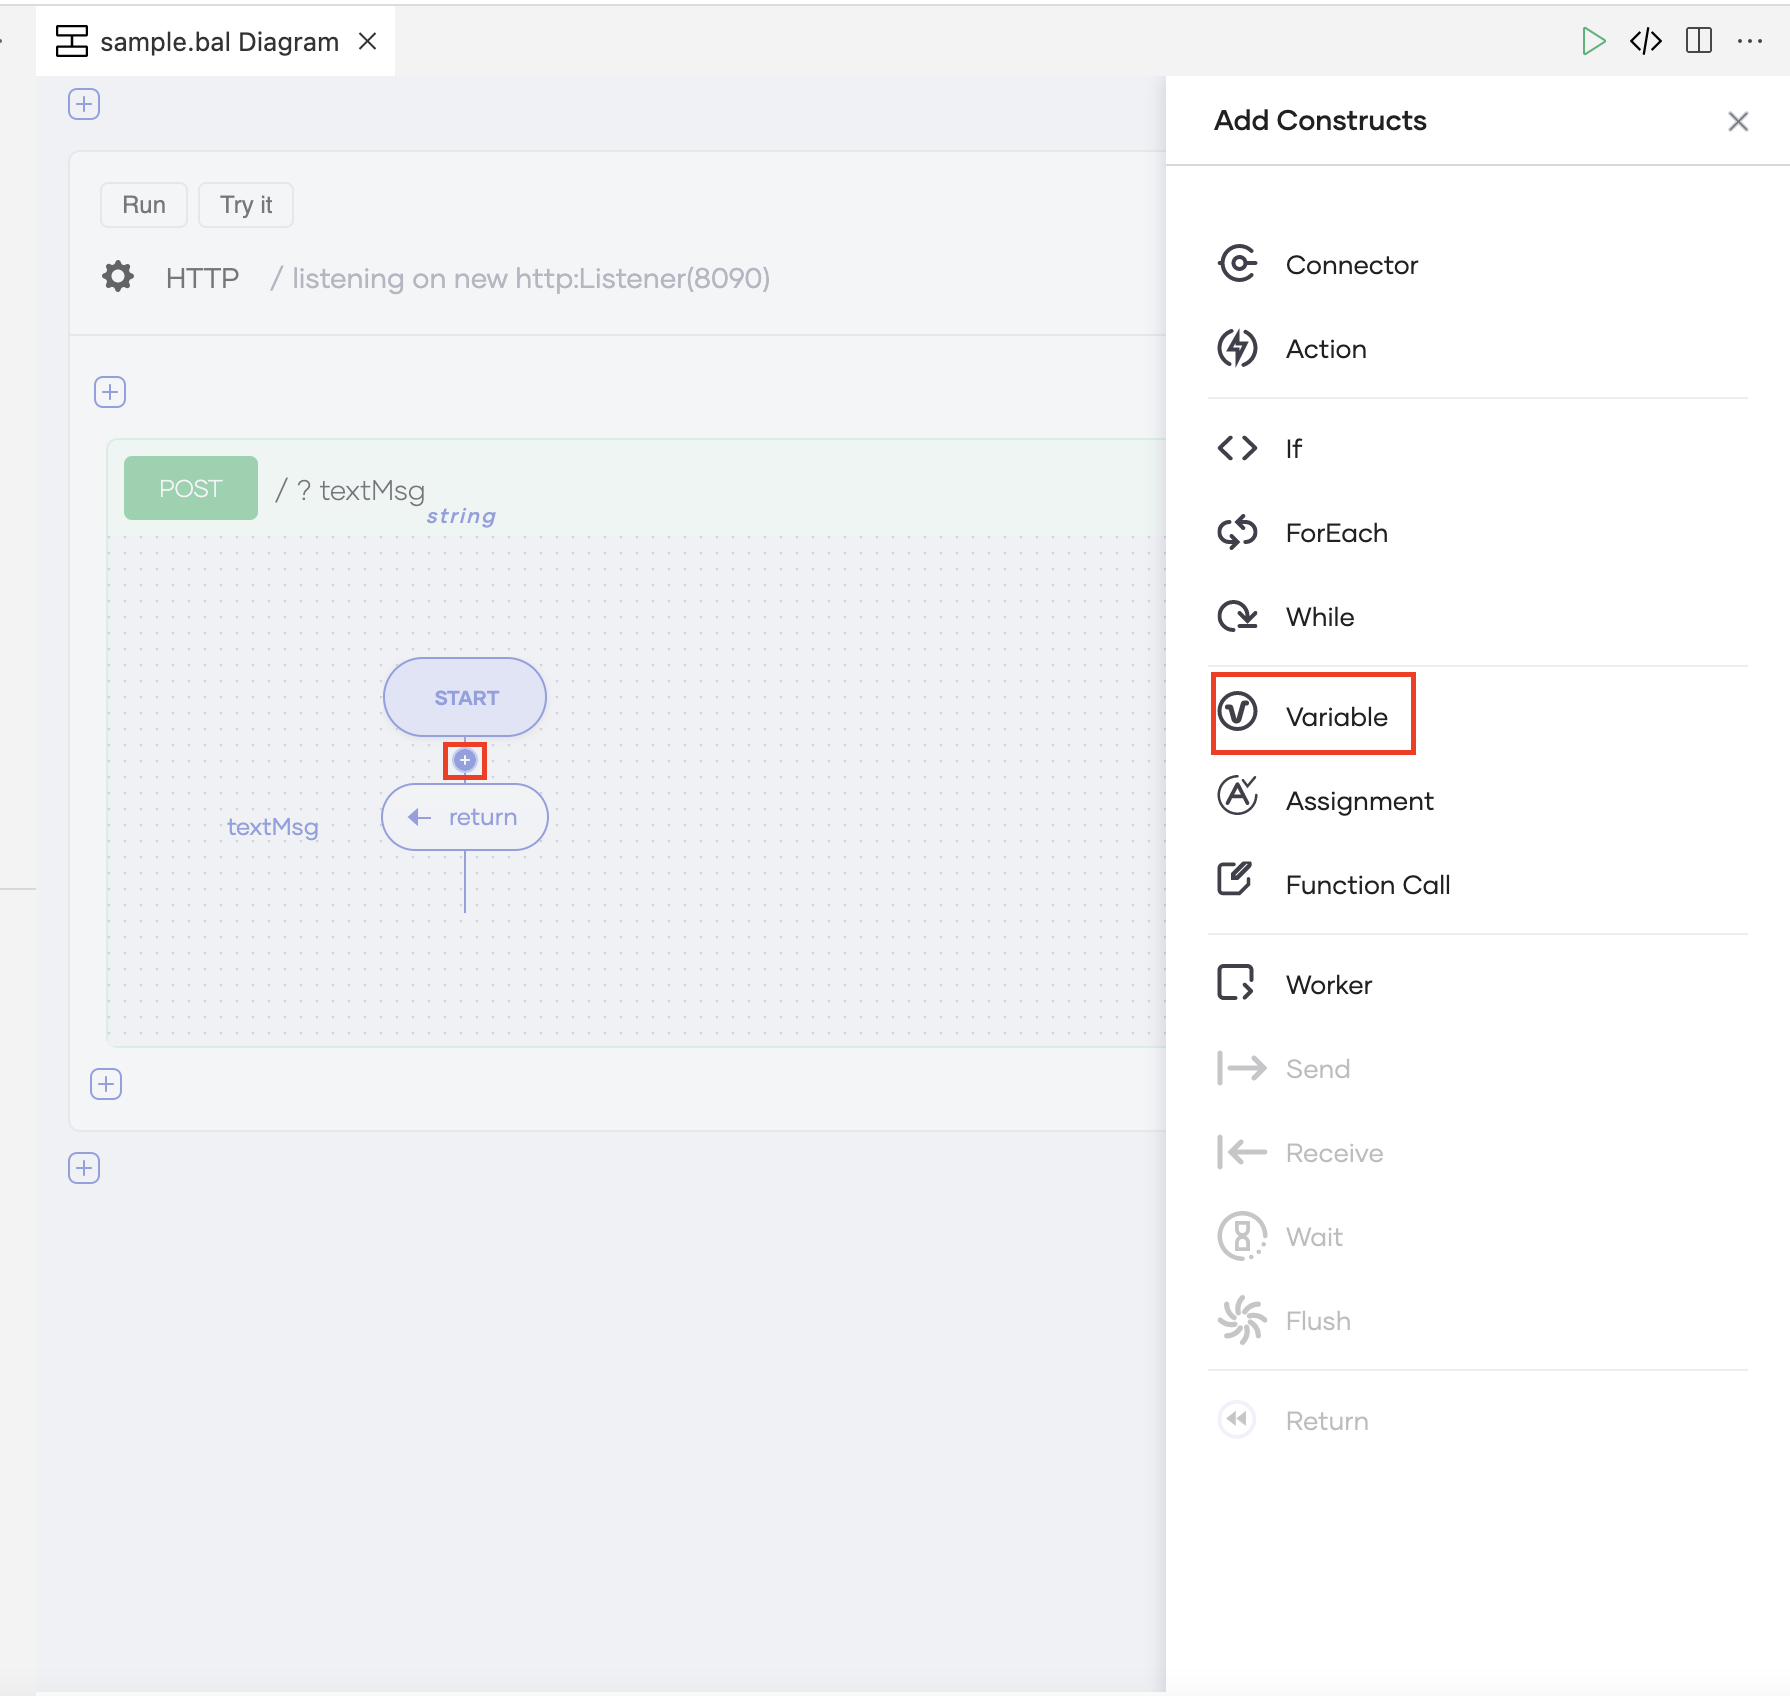 sample.bal Diagram
Add Constructs
Run
Try it
HTTP / listening on new http:Listener(8090)
POST / ? textMsg
string
START
textMsg
return
Connector
Action
If
ForEach
While
Variable
Assignment
Function Call
Worker
Send
Receive
Wait
Flush
Return